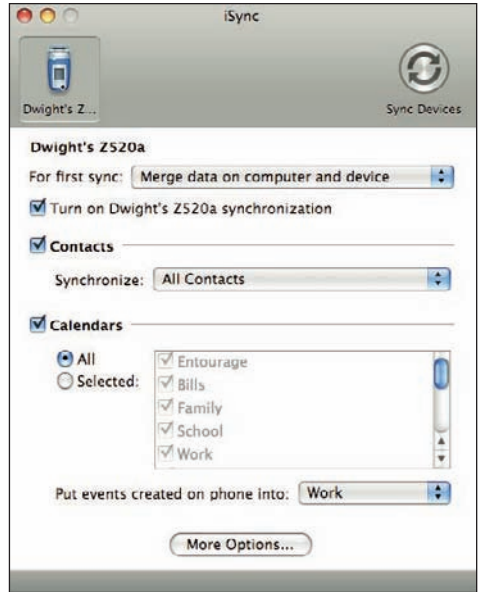 iSync
Dwight's Z...
Sync Devices
Dwight's Z520a
For first sync: Merge data on computer and device
Turn on Dwight's Z520a synchronization
Contacts
Synchronize: All Contacts
Calendars
All
Selected:
Entourage
Bills
Family
School
Work
Put events created on phone into: Work
More Options...